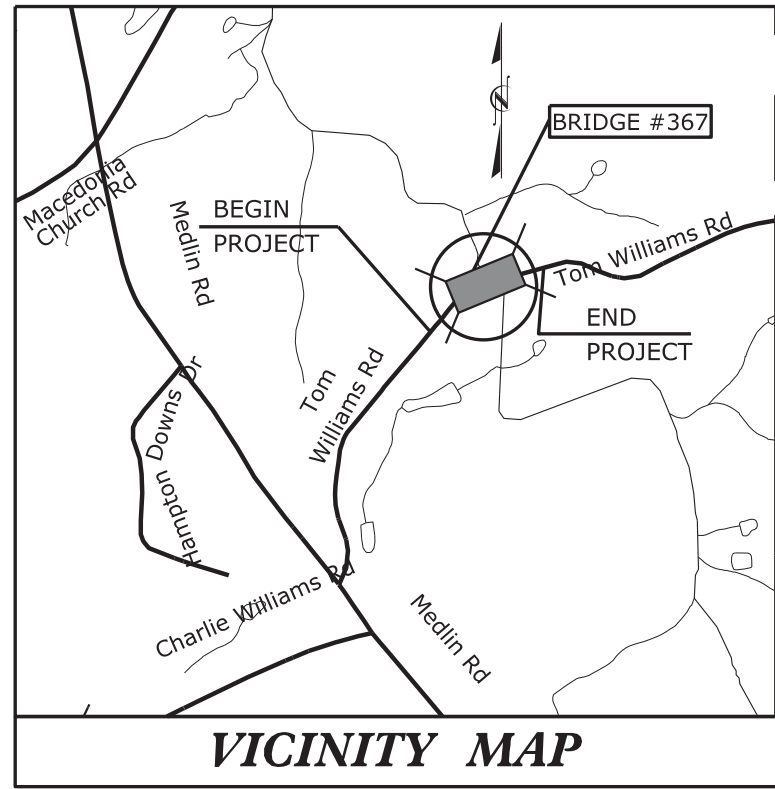 N
BRIDGE #367
Macedonia
Church Rd
Medlin Rd
BEGIN
PROJECT
Tom Williams Rd
END
PROJECT
Tom
Williams Rd
Hampton Downs Dr
Charlie Williams Rd
Medlin Rd
VICINITY MAP